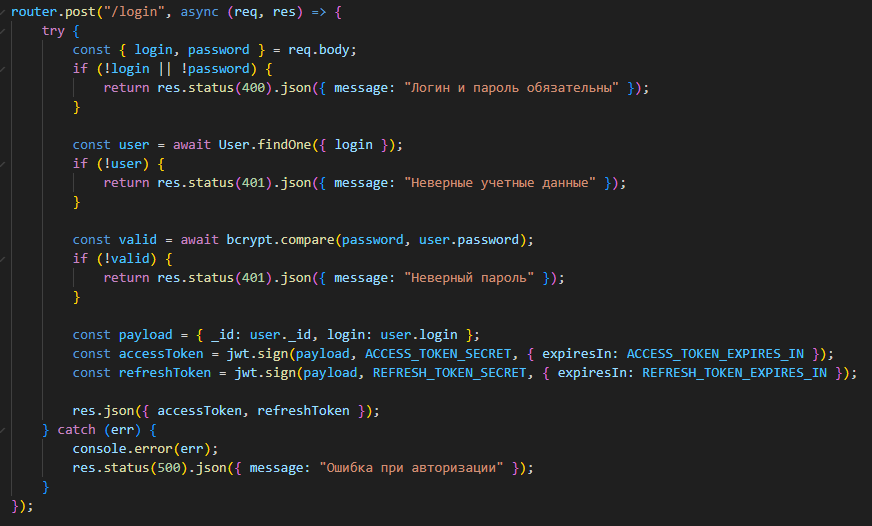 router.post("/login", async (req, res) => {
    try {
        const { login, password } = req.body;
        if (!login || !password) {
            return res.status(400).json({ message: "Логин и пароль обязательны" });
        }

        const user = await User.findOne({ login });
        if (!user) {
            return res.status(401).json({ message: "Неверные учетные данные" });
        }

        const valid = await bcrypt.compare(password, user.password);
        if (!valid) {
            return res.status(401).json({ message: "Неверный пароль" });
        }

        const payload = { _id: user._id, login: user.login };
        const accessToken = jwt.sign(payload, ACCESS_TOKEN_SECRET, { expiresIn: ACCESS_TOKEN_EXPIRES_IN });
        const refreshToken = jwt.sign(payload, REFRESH_TOKEN_SECRET, { expiresIn: REFRESH_TOKEN_EXPIRES_IN });

        res.json({ accessToken, refreshToken });
    } catch (err) {
        console.error(err);
        res.status(500).json({ message: "Ошибка при авторизации" });
    }
});